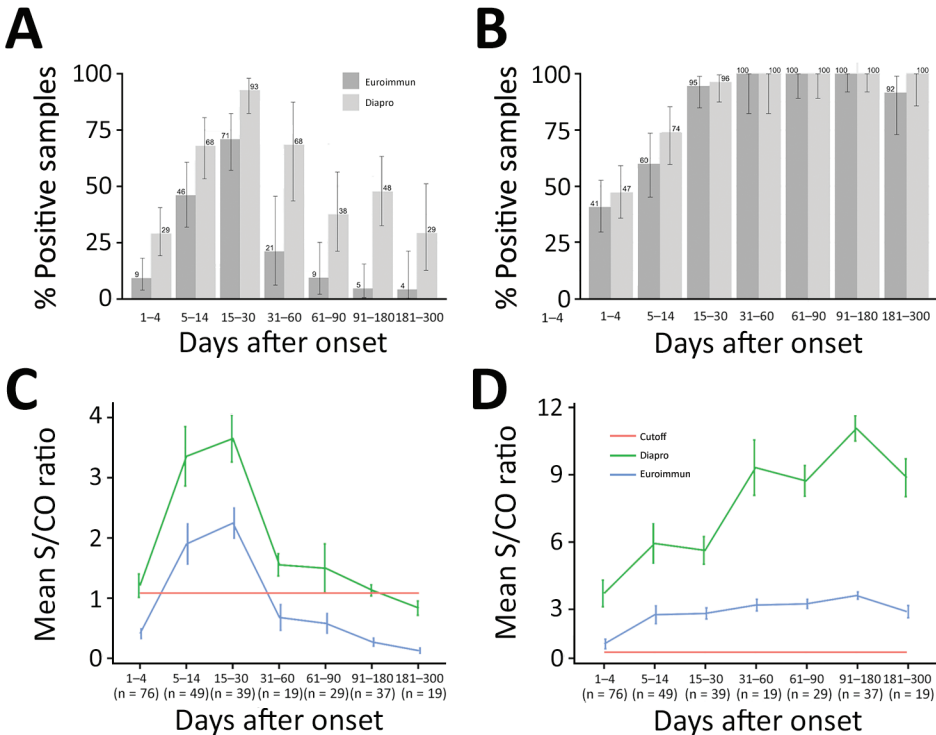 A
% Positive samples
100
75
50
25
0
Euroimmun
Diapro
9 29 46 68 71 93 21 68 9 38 5 48 4 29
1–4 5–14 15–30 31–60 61–90 91–180 181–300
Days after onset
B
% Positive samples
100
75
50
25
0
41 47 60 74 95 96 100 100 100 100 100 100 92 100
1–4 1–4 5–14 15–30 31–60 61–90 91–180 181–300
Days after onset
C
Mean S/CO ratio
4
3
2
1
0
1–4 5–14 15–30 31–60 61–90 91–180 181–300
(n = 76) (n = 49) (n = 39) (n = 19) (n = 29) (n = 37) (n = 19)
Days after onset
D
Mean S/CO ratio
12
9
6
3
0
Cutoff
Diapro
Euroimmun
1–4 5–14 15–30 31–60 61–90 91–180 181–300
(n = 76) (n = 49) (n = 39) (n = 19) (n = 29) (n = 37) (n = 19)
Days after onset